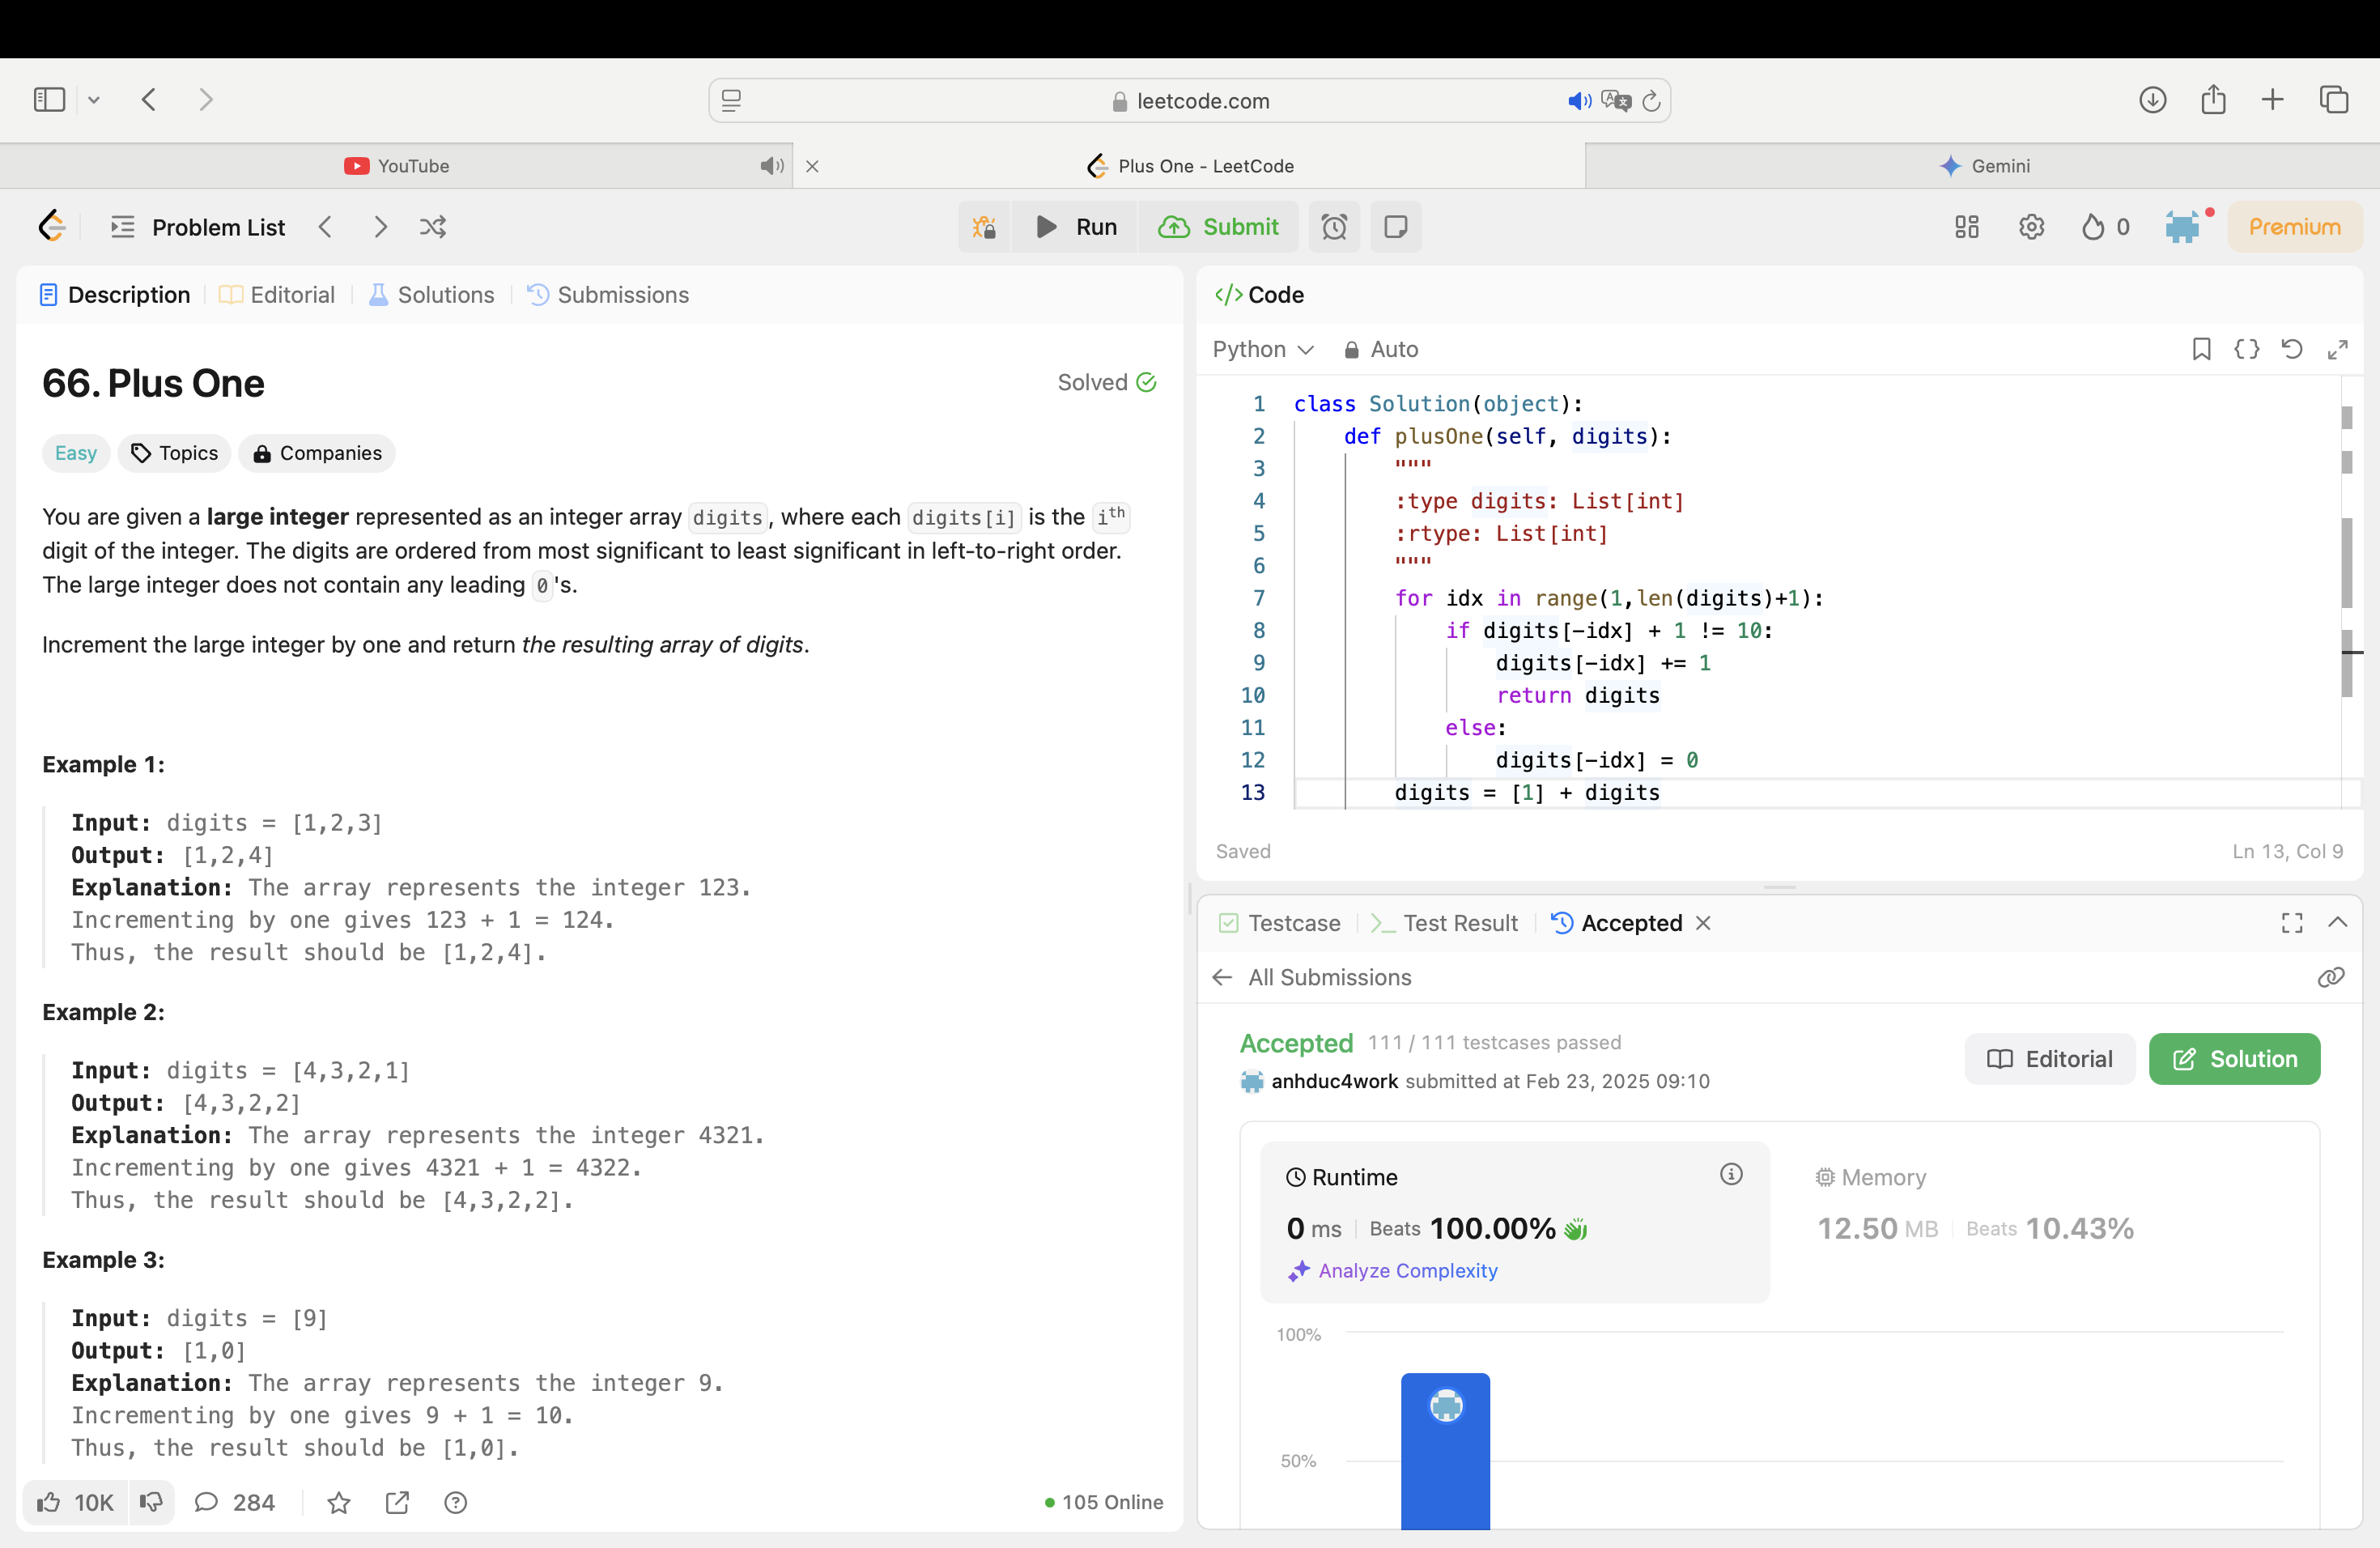 leetcode.com
YouTube
Plus One - LeetCode
Gemini
Problem List
Run
Submit
0
Premium
Description
Editorial
Solutions
Submissions
66. Plus One
Solved
Easy
Topics
Companies
You are given a large integer represented as an integer array digits, where each digits[i] is the ith
digit of the integer. The digits are ordered from most significant to least significant in left-to-right order.
The large integer does not contain any leading 0's.
Increment the large integer by one and return the resulting array of digits.
Example 1:
Input: digits = [1,2,3]
Output: [1,2,4]
Explanation: The array represents the integer 123.
Incrementing by one gives 123 + 1 = 124.
Thus, the result should be [1,2,4].
Example 2:
Input: digits = [4,3,2,1]
Output: [4,3,2,2]
Explanation: The array represents the integer 4321.
Incrementing by one gives 4321 + 1 = 4322.
Thus, the result should be [4,3,2,2].
Example 3:
Input: digits = [9]
Output: [1,0]
Explanation: The array represents the integer 9.
Incrementing by one gives 9 + 1 = 10.
Thus, the result should be [1,0].
10K
284
105 Online
</> Code
Python
Auto
1 class Solution(object):
2 def plusOne(self, digits):
3 """
4 :type digits: List[int]
5 :rtype: List[int]
6 """
7 for idx in range(1,len(digits)+1):
8 if digits[-idx] + 1 != 10:
9 digits[-idx] += 1
10 return digits
11 else:
12 digits[-idx] = 0
13 digits = [1] + digits
Saved
Ln 13, Col 9
Testcase
Test Result
Accepted
All Submissions
Accepted 111 / 111 testcases passed
anhduc4work submitted at Feb 23, 2025 09:10
Editorial
Solution
Runtime
0 ms
Beats 100.00%
Analyze Complexity
Memory
12.50 MB
Beats 10.43%
100%
50%